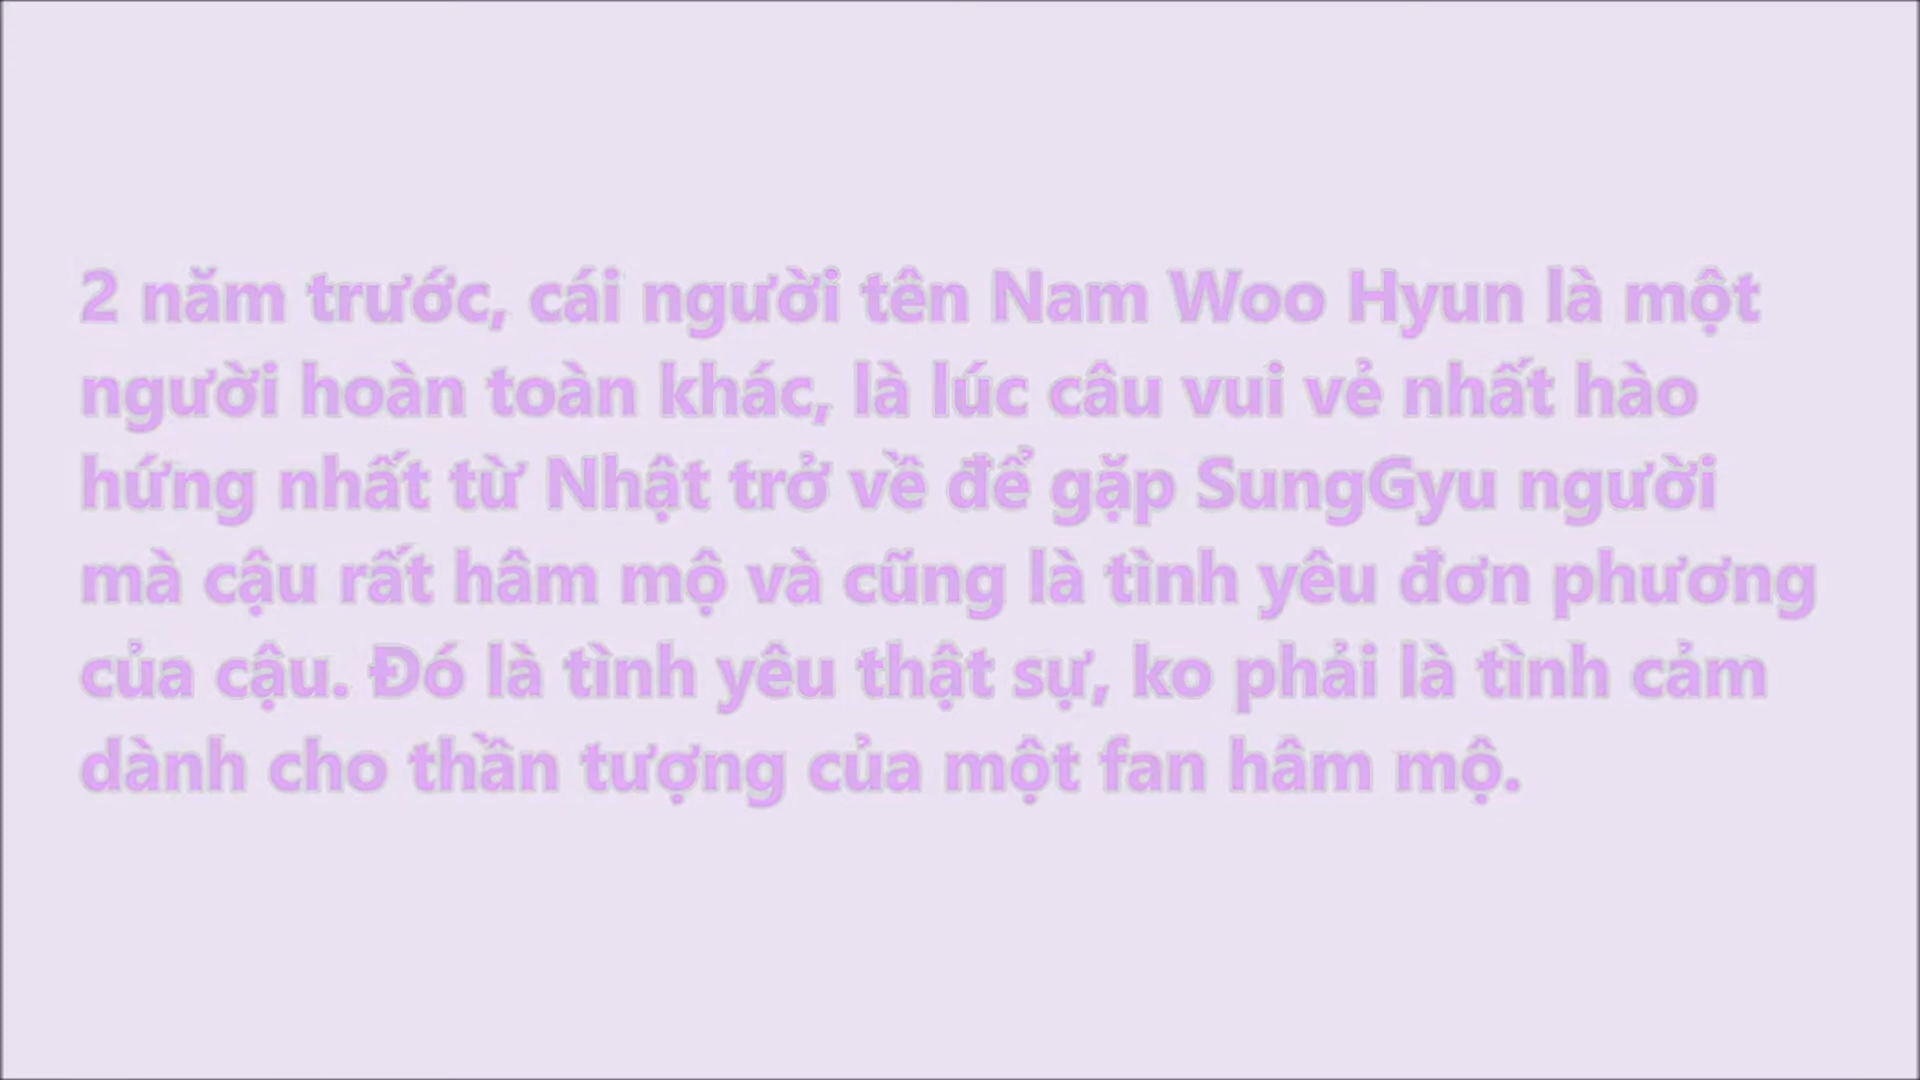 2 năm trước, cái người tên Nam Woo Hyun là một
người hoàn toàn khác, là lúc câu vui vẻ nhất hào
hứng nhất từ Nhật trở về để gặp SungGyu người
mà cậu rất hâm mộ và cũng là tình yêu đơn phương
của cậu. Đó là tình yêu thật sự, ko phải là tình cảm
dành cho thần tượng của một fan hâm mộ.